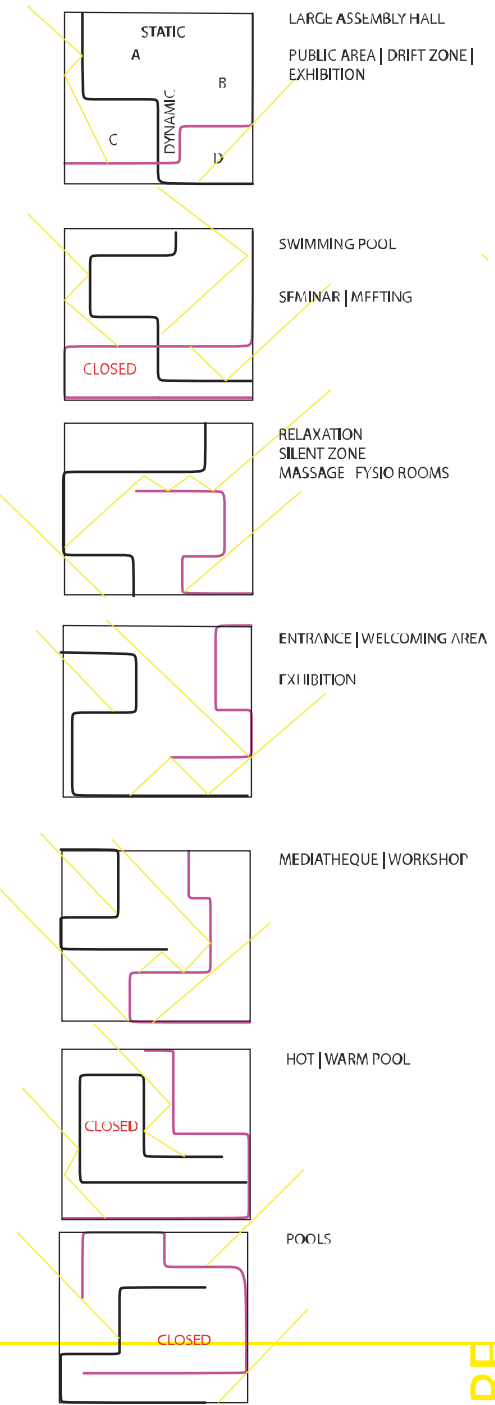 STATIC
A
B
C
DYNAMIC
D
LARGE ASSEMBLY HALL
PUBLIC AREA | DRIFT ZONE |
EXHIBITION
SWIMMING POOL
SEMINAR | MEETING
CLOSED
RELAXATION
SILENT ZONE
MASSAGE FYSIO ROOMS
ENTRANCE | WELCOMING AREA
EXHIBITION
MEDIATHEQUE | WORKSHOP
HOT | WARM POOL
CLOSED
POOLS
CLOSED